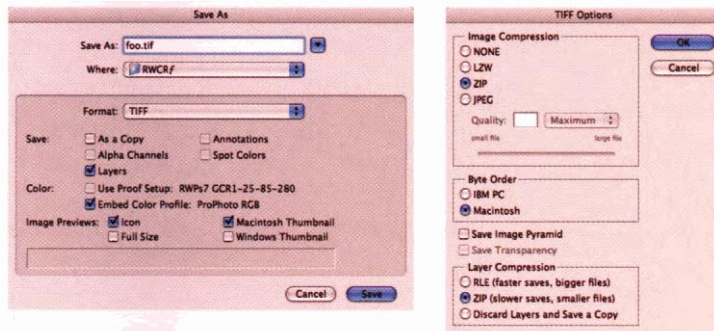 Save As
Save As: foo.tif
Where: RWCRf
Format: TIFF
Save: As a Copy Annotations
Alpha Channels Spot Colors
Layers
Color: Use Proof Setup: RWPs7 GCR1-25-85-280
Embed Color Profile: ProPhoto RGB
Image Previews: Icon Macintosh Thumbnail
Full Size Windows Thumbnail
Cancel Save
TIFF Options
Image Compression
NONE
LZW
ZIP
JPEG
Quality: Maximum
small file large file
OK
Cancel
Byte Order
IBM PC
Macintosh
Save Image Pyramid
Save Transparency
Layer Compression
RLE (faster saves, bigger files)
ZIP (slower saves, smaller files)
Discard Layers and Save a Copy